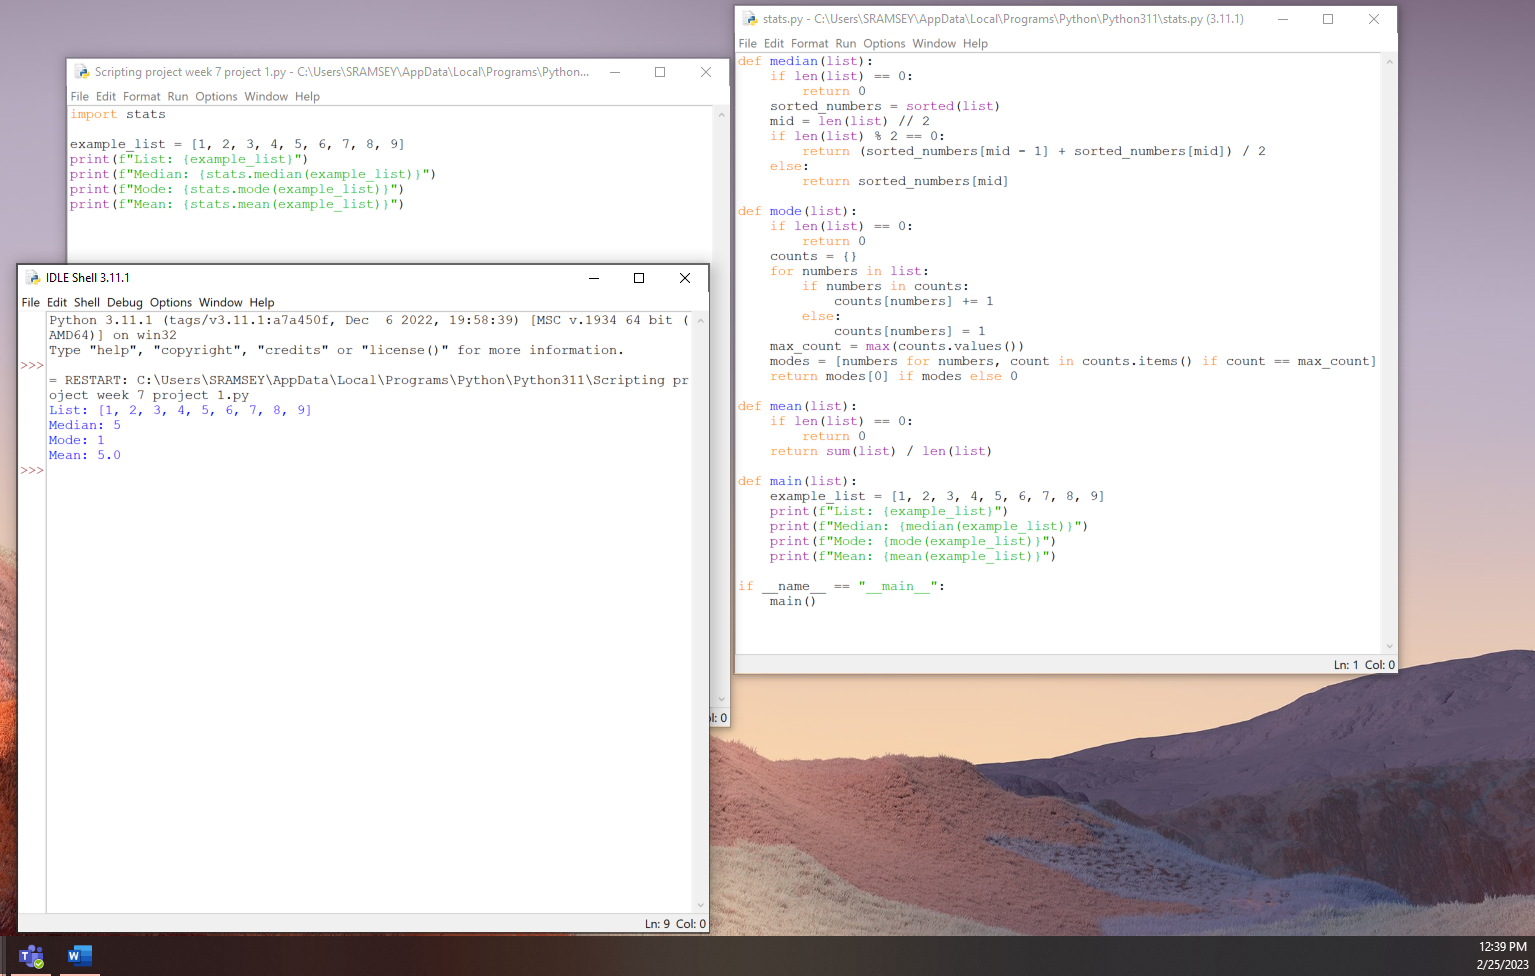 Scripting project week 7 project 1.py - C:\Users\SRAMSEY\AppData\Local\Programs\Python...
File Edit Format Run Options Window Help
import stats
example_list = [1, 2, 3, 4, 5, 6, 7, 8, 9]
print(f"List: {example_list}")
print(f"Median: {stats.median(example_list)}")
print(f"Mode: {stats.mode(example_list)}")
print(f"Mean: {stats.mean(example_list)}")
ol: 0
IDLE Shell 3.11.1
File Edit Shell Debug Options Window Help
Python 3.11.1 (tags/v3.11.1:a7a450f, Dec  6 2022, 19:58:39) [MSC v.1934 64 bit (
AMD64)] on win32
Type "help", "copyright", "credits" or "license()" for more information.
>>>
= RESTART: C:\Users\SRAMSEY\AppData\Local\Programs\Python\Python311\Scripting pr
oject week 7 project 1.py
List: [1, 2, 3, 4, 5, 6, 7, 8, 9]
Median: 5
Mode: 1
Mean: 5.0
>>>
Ln: 9 Col: 0
stats.py - C:\Users\SRAMSEY\AppData\Local\Programs\Python\Python311\stats.py (3.11.1)
File Edit Format Run Options Window Help
def median(list):
    if len(list) == 0:
        return 0
    sorted_numbers = sorted(list)
    mid = len(list) // 2
    if len(list) % 2 == 0:
        return (sorted_numbers[mid - 1] + sorted_numbers[mid]) / 2
    else:
        return sorted_numbers[mid]
def mode(list):
    if len(list) == 0:
        return 0
    counts = {}
    for numbers in list:
        if numbers in counts:
            counts[numbers] += 1
        else:
            counts[numbers] = 1
    max_count = max(counts.values())
    modes = [numbers for numbers, count in counts.items() if count == max_count]
    return modes[0] if modes else 0
def mean(list):
    if len(list) == 0:
        return 0
    return sum(list) / len(list)
def main(list):
    example_list = [1, 2, 3, 4, 5, 6, 7, 8, 9]
    print(f"List: {example_list}")
    print(f"Median: {median(example_list)}")
    print(f"Mode: {mode(example_list)}")
    print(f"Mean: {mean(example_list)}")
if __name__ == "__main__":
    main()
Ln: 1 Col: 0
T
W
12:39 PM
2/25/2023